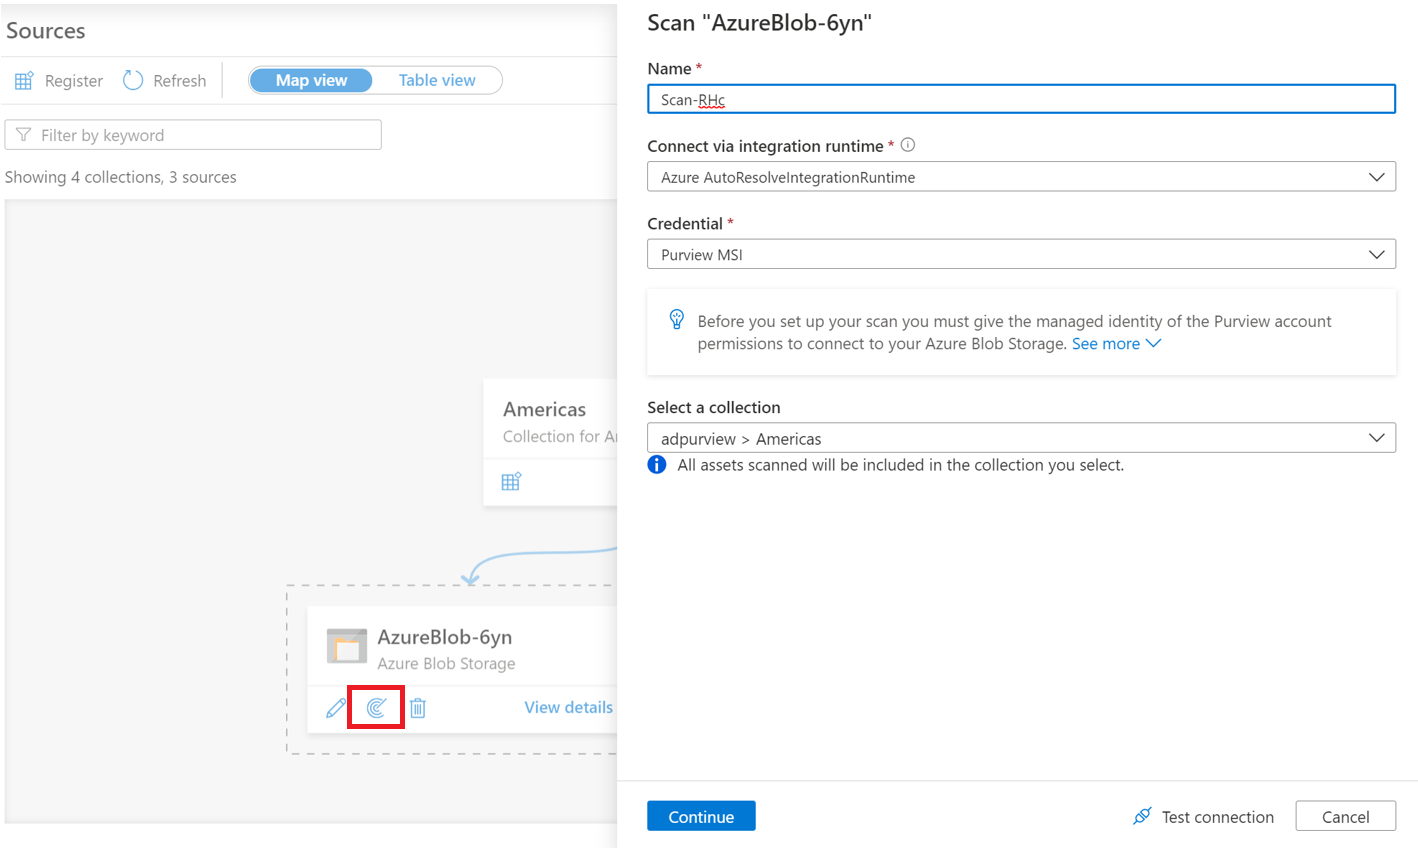 Sources
Register Refresh Map view Table view
Filter by keyword
Showing 4 collections, 3 sources
Americas
Collection for
AzureBlob-6yn
Azure Blob Storage
View details
Scan "AzureBlob-6yn"
Name *
Scan-RHc
Connect via integration runtime *
Azure AutoResolveIntegrationRuntime
Credential *
Purview MSI
Before you set up your scan you must give the managed identity of the Purview account
permissions to connect to your Azure Blob Storage. See more
Select a collection
adpurview > Americas
All assets scanned will be included in the collection you select.
Continue Test connection Cancel